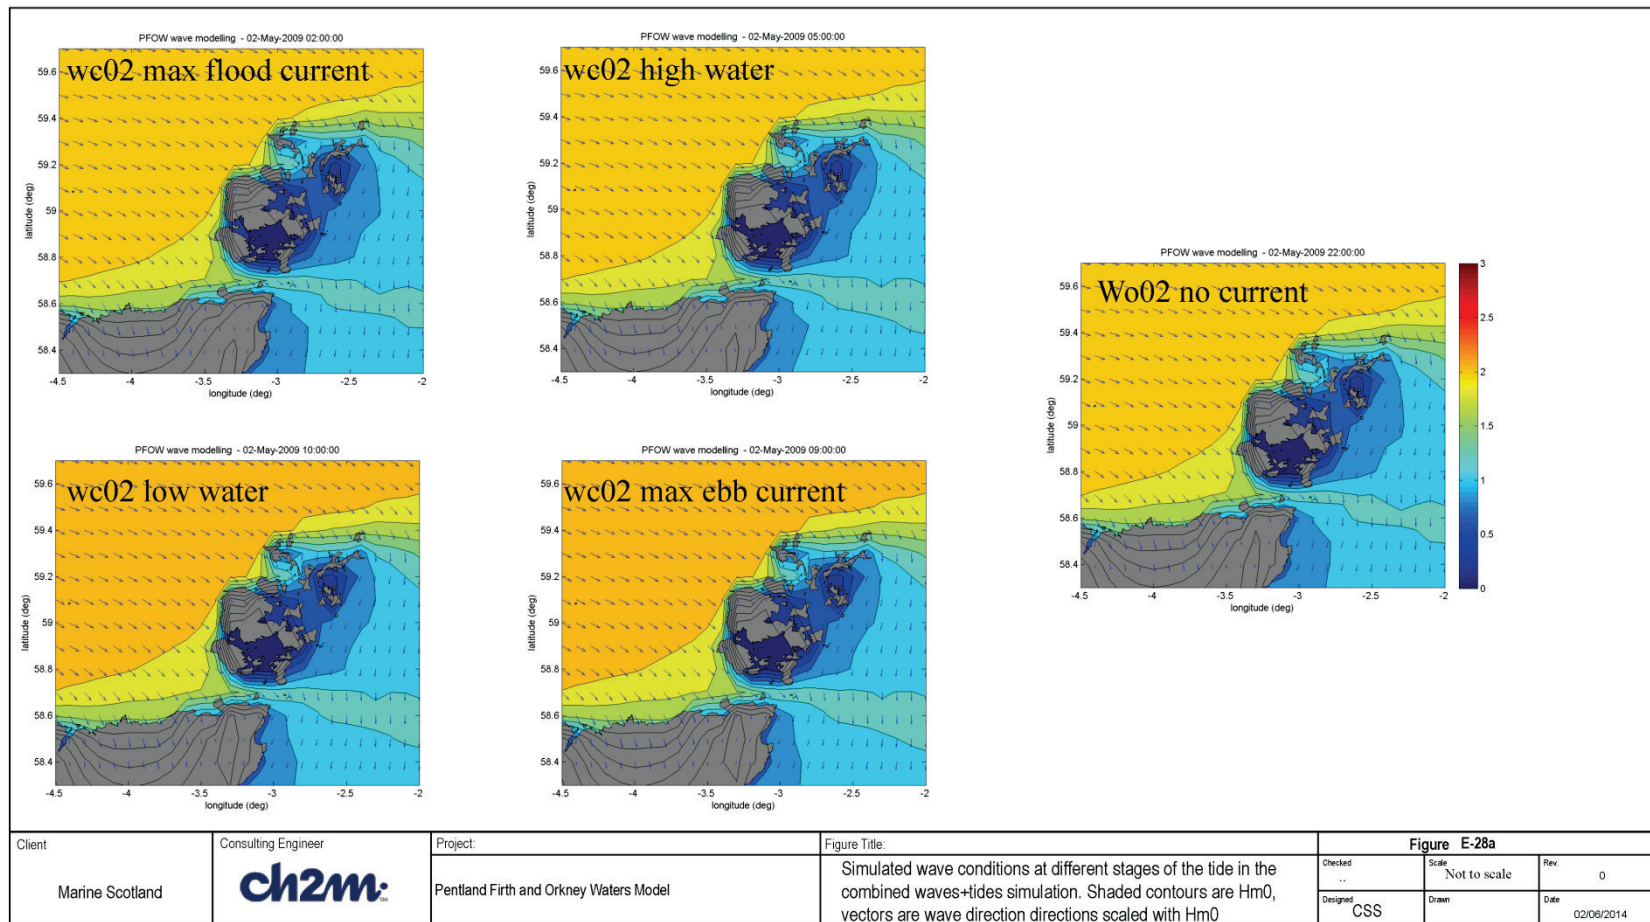 PFOW wave modelling - 02-May-2009 02:00:00
wc02 max flood current
59.6
59.4
59.2
59
58.8
58.6
58.4
latitude (deg)
-4.5 -4 -3.5 -3 -2.5 -2
longitude (deg)
PFOW wave modelling - 02-May-2009 05:00:00
wc02 high water
59.6
59.4
59.2
59
58.8
58.6
58.4
latitude (deg)
-4.5 -4 -3.5 -3 -2.5 -2
longitude (deg)
PFOW wave modelling - 02-May-2009 22:00:00
Wo02 no current
59.6
59.4
59.2
59
58.8
58.6
58.4
latitude (deg)
-4.5 -4 -3.5 -3 -2.5 -2
longitude (deg)
3
2.5
2
1.5
1
0.5
0
PFOW wave modelling - 02-May-2009 10:00:00
wc02 low water
59.6
59.4
59.2
59
58.8
58.6
58.4
latitude (deg)
-4.5 -4 -3.5 -3 -2.5 -2
longitude (deg)
PFOW wave modelling - 02-May-2009 09:00:00
wc02 max ebb current
59.6
59.4
59.2
59
58.8
58.6
58.4
latitude (deg)
-4.5 -4 -3.5 -3 -2.5 -2
longitude (deg)
Client
Marine Scotland
Consulting Engineer
ch2m:
Project:
Pentland Firth and Orkney Waters Model
Figure Title:
Simulated wave conditions at different stages of the tide in the
combined waves+tides simulation. Shaded contours are Hm0,
vectors are wave direction directions scaled with Hm0
Figure E-28a
Checked
..
Scale
Not to scale
Rev.
0
Designed
CSS
Drawn
Date
02/06/2014